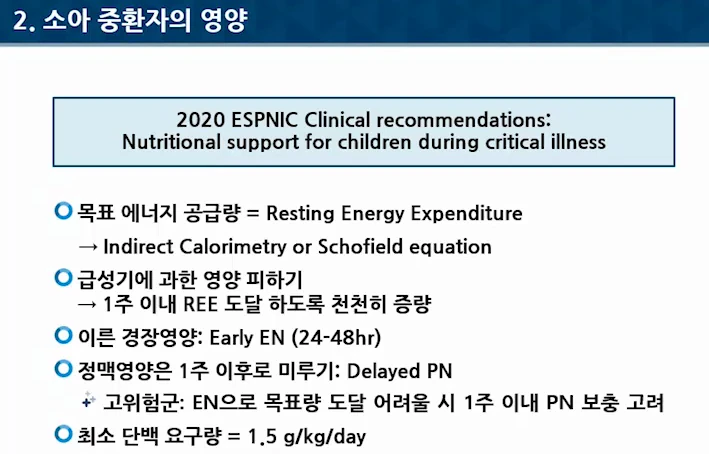 2. 소아 중환자의 영양
2020 ESPNIC Clinical recommendations:
Nutritional support for children during critical illness
목표 에너지 공급량 = Resting Energy Expenditure
→ Indirect Calorimetry or Schofield equation
급성기에 과한 영양 피하기
→ 1주 이내 REE 도달 하도록 천천히 증량
이른 경장영양: Early EN (24-48hr)
정맥영양은 1주 이후로 미루기: Delayed PN
고위험군: EN으로 목표량 도달 어려울 시 1주 이내 PN 보충 고려
최소 단백 요구량 = 1.5 g/kg/day